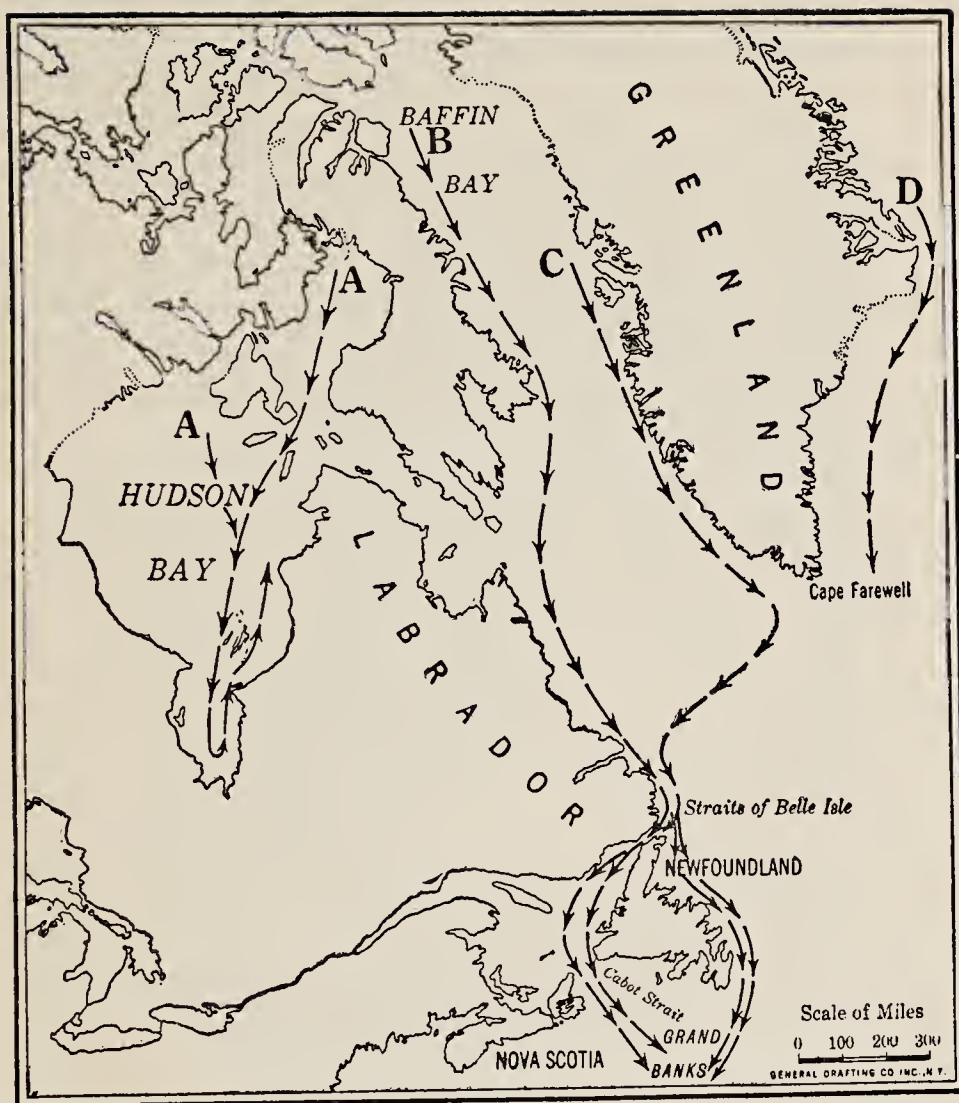 BAFFIN
B
BAY
GREENLAND
D
C
A
A
HUDSON
BAY
LABRADOR
Cape Farewell
Straits of Belle Isle
NEWFOUNDLAND
Cabot Strait
GRAND
BANKS
NOVA SCOTIA
Scale of Miles
0 100 200 300
GENERAL DRAFTING CO INC., N.Y.